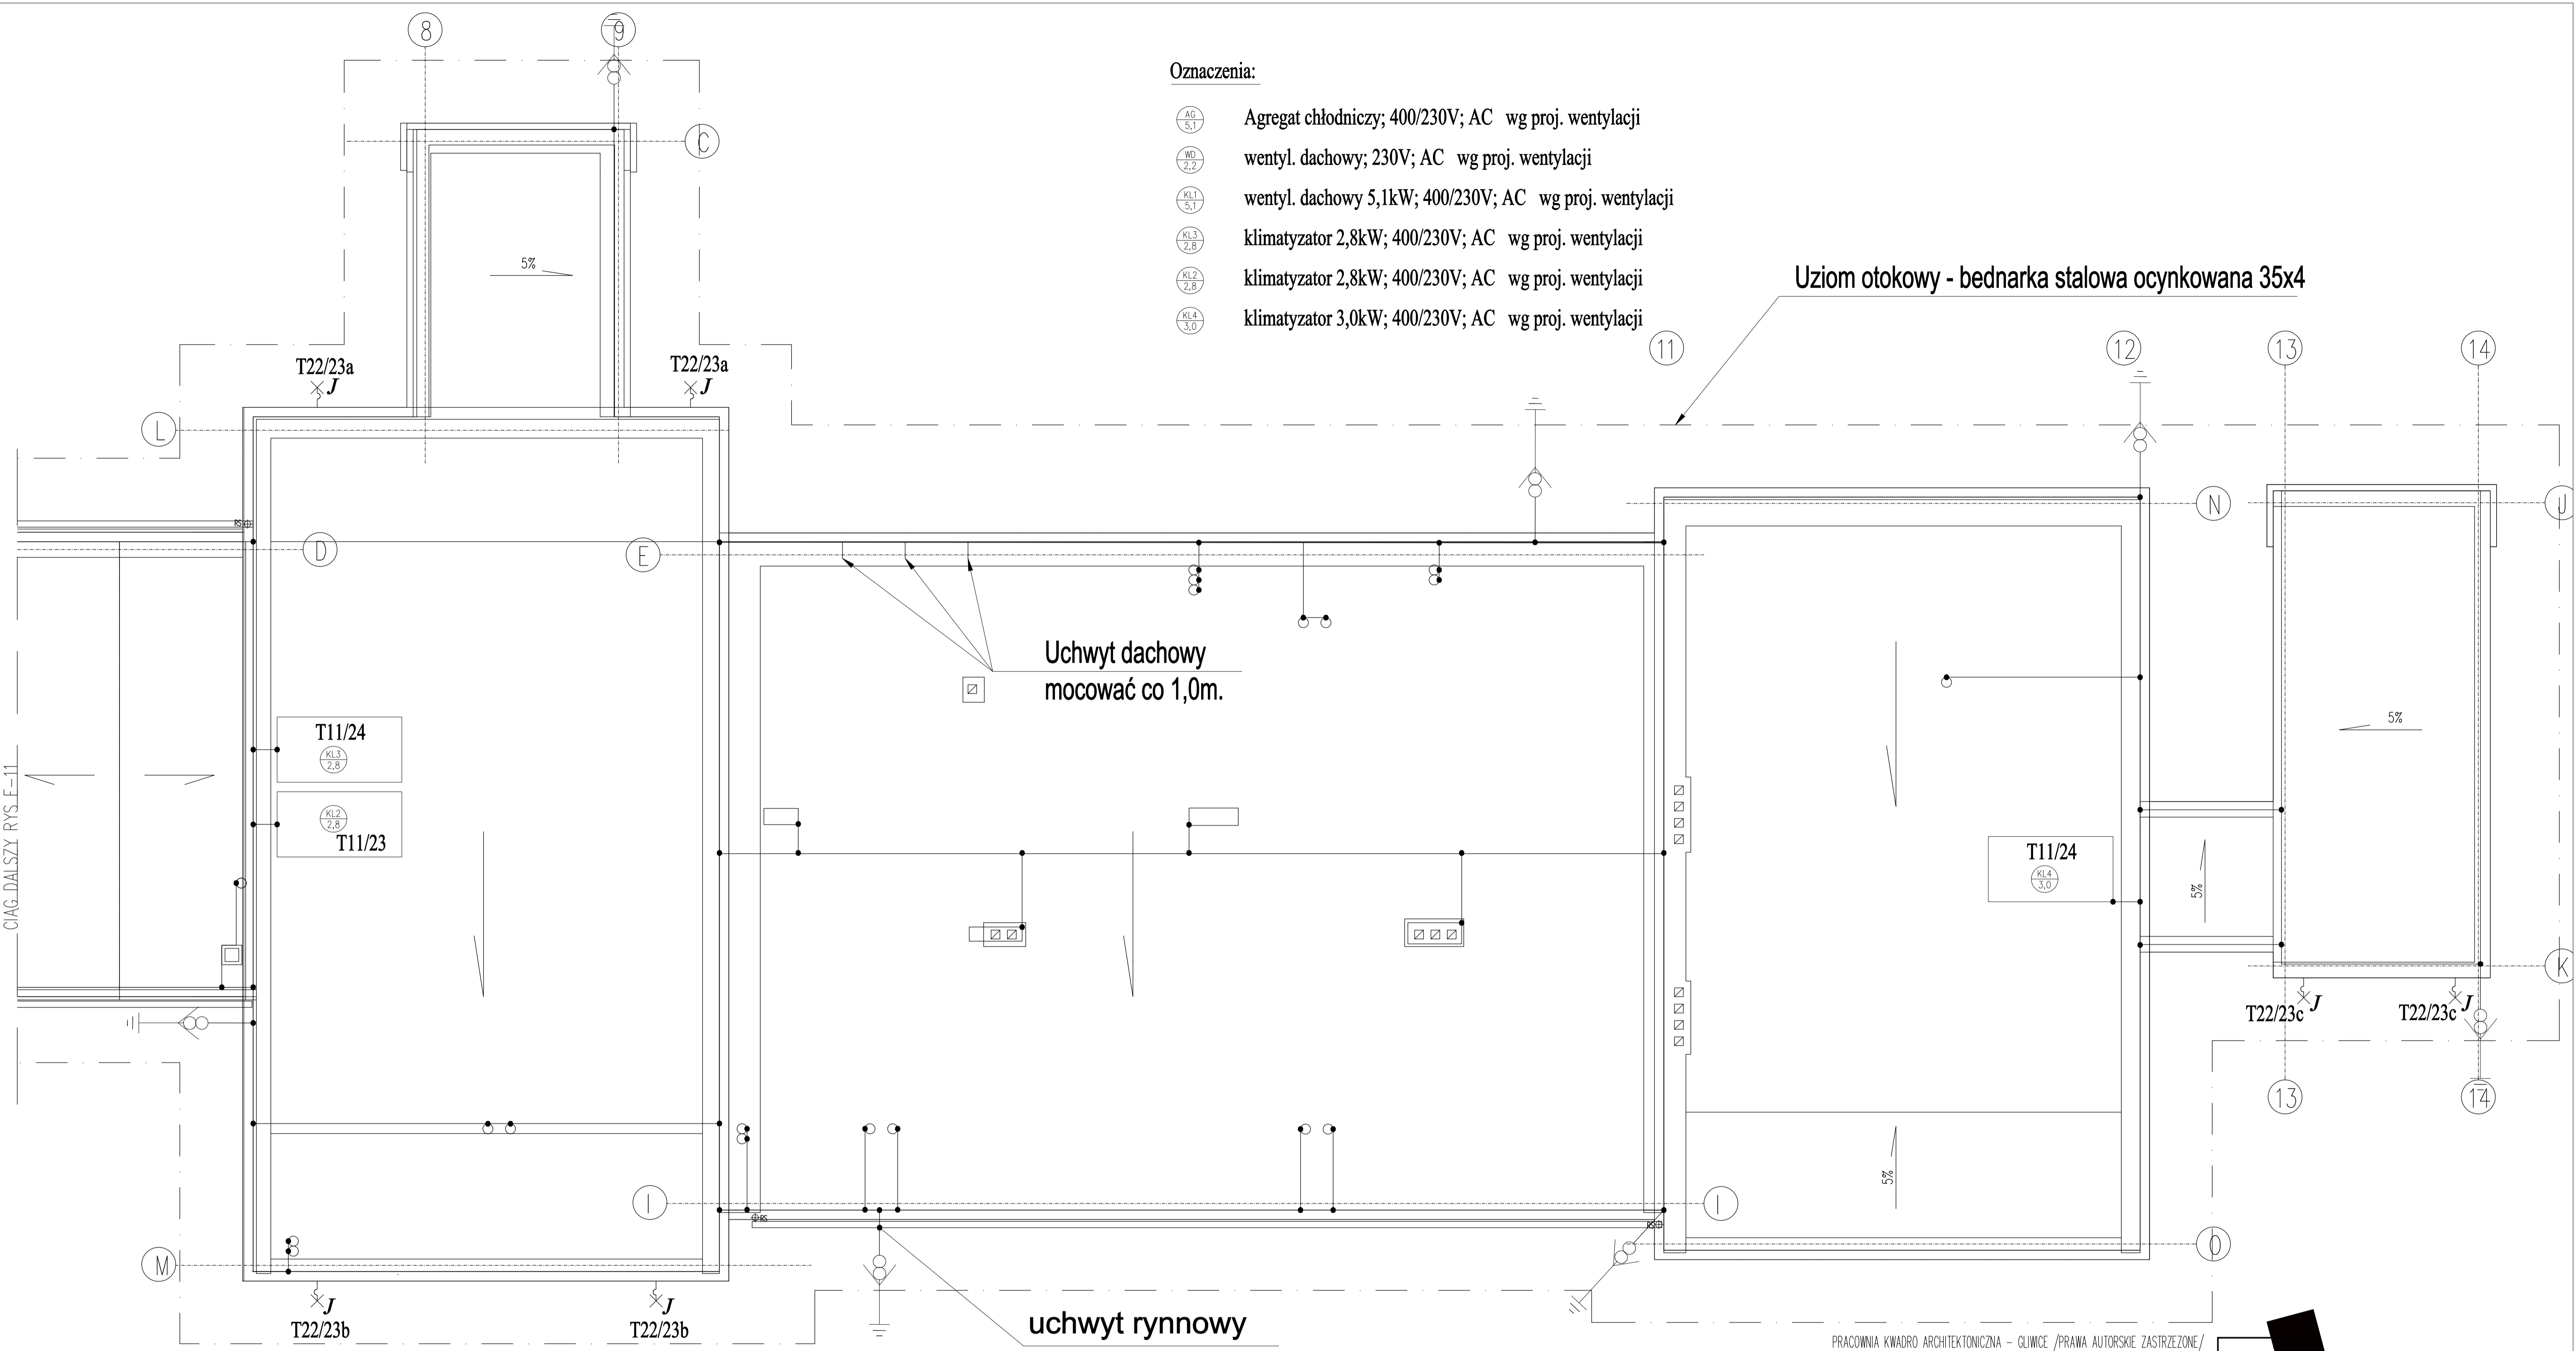 8
9
Oznaczenia:
AG
5,1
Agregat chłodniczy; 400/230V; AC wg proj. wentylacji
WD
2,2
wentyl. dachowy; 230V; AC wg proj. wentylacji
KL1
5,1
wentyl. dachowy 5,1kW; 400/230V; AC wg proj. wentylacji
KL3
2,8
klimatyzator 2,8kW; 400/230V; AC wg proj. wentylacji
KL2
2,8
klimatyzator 2,8kW; 400/230V; AC wg proj. wentylacji
KL4
3,0
klimatyzator 3,0kW; 400/230V; AC wg proj. wentylacji
C
5%
Uziom otokowy - bednarka stalowa ocynkowana 35x4
11
12
13
14
T22/23a
J
T22/23a
J
L
N
J
RS
D
E
Uchwyt dachowy
mocować co 1,0m.
T11/24
KL3
2,8
KL2
2,8
T11/23
5%
CIĄG DALSZY RYS E-11
T11/24
KL4
3,0
5%
K
T22/23c
J
T22/23c
J
13
14
5%
I
I
RS
RS
M
O
J
T22/23b
J
T22/23b
uchwyt rynnowy
PRACOWNIA KWADRO ARCHITEKTONICZNA – GLIWICE /PRAWA AUTORSKIE ZASTRZEZONE/